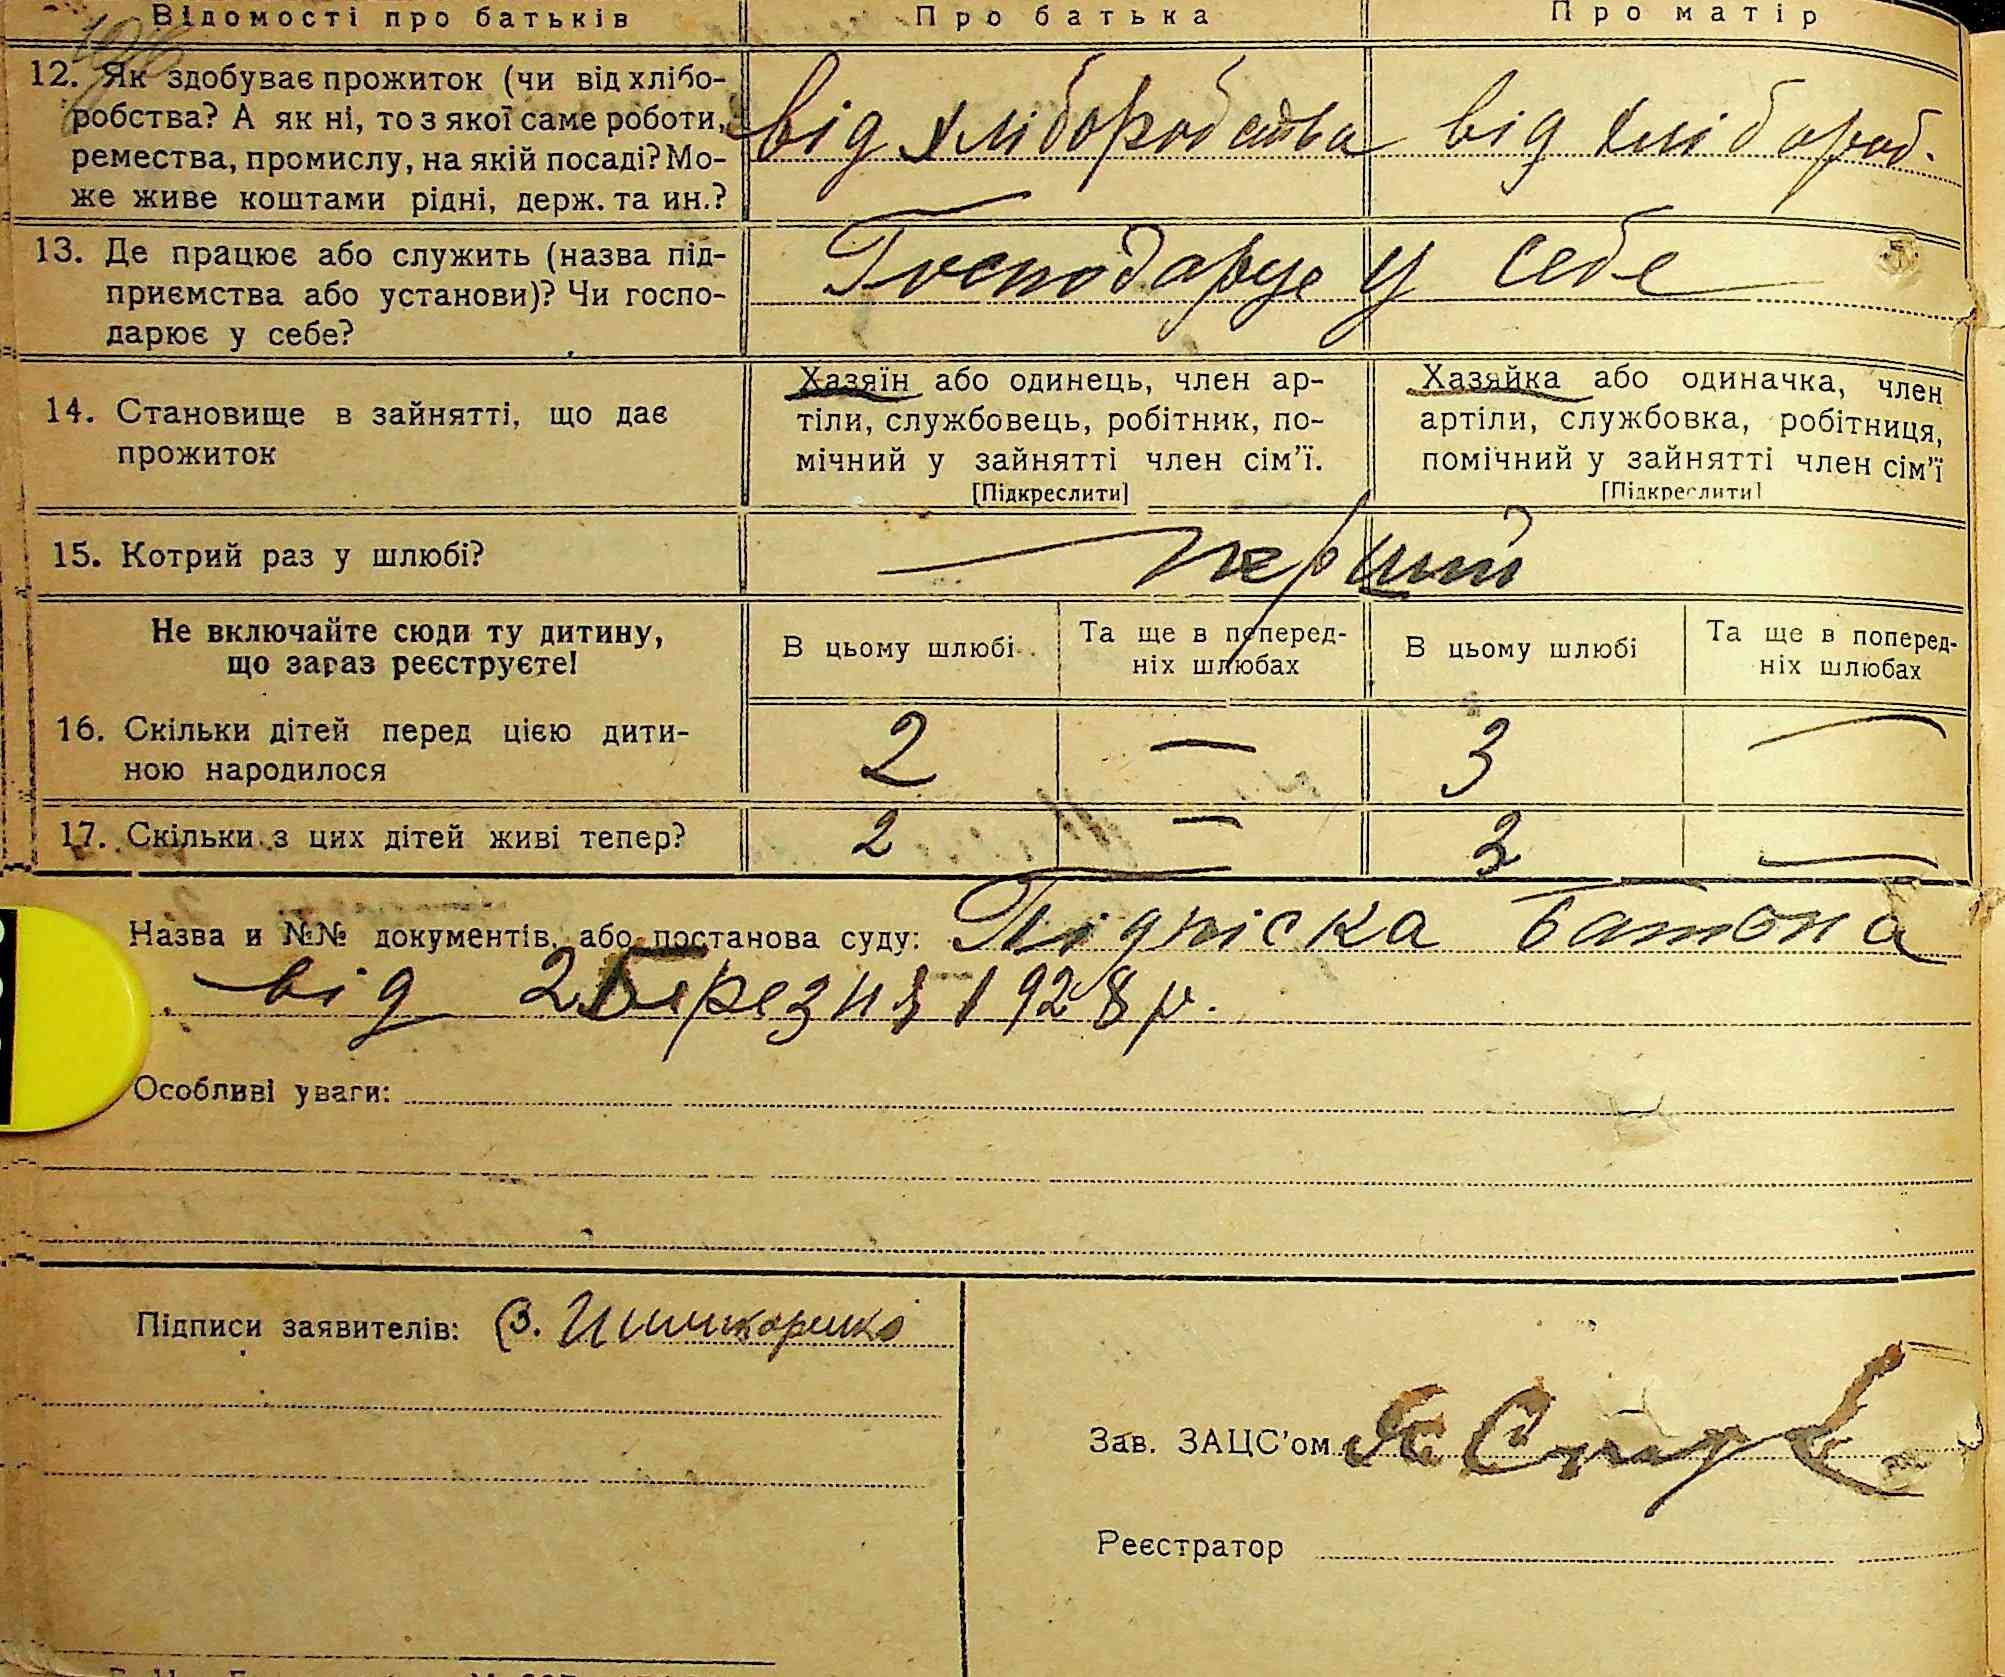 Відомості про батьків
Про батька
Про матір
12. Як здобуває прожиток (чи від хлібо-
робства? А як ні, то з якої саме роботи,
ремества, промислу, на якій посаді? Мо-
же живе коштами рідні, держ. та ин.?
від хліборобства
від хлібороб.
13. Де працює або служить (назва під-
приємства або установи)? Чи госпо-
дарює у себе?
Господарує у себе
14. Становище в зайнятті, що дає
прожиток
Хазяїн або одинець, член ар-
тіли, службовець, робітник, по-
мічний у зайнятті член сім'ї.
[Підкреслити]
Хазяйка або одиначка, член
артіли, службовка, робітниця,
помічний у зайнятті член сім'ї
[Підкреслити]
15. Котрий раз у шлюбі?
— перший
Не включайте сюди ту дитину,
що зараз реєструєте!
В цьому шлюбі
Та ще в поперед-
ніх шлюбах
В цьому шлюбі
Та ще в поперед-
ніх шлюбах
16. Скільки дітей перед цією дити-
ною народилося
2 — 3 —
17. Скільки з цих дітей живі тепер?
2 — —
Назва и №№ документів, або постанова суду: Підпіска батька
від 2 Березня 1928 р.
Особливі уваги:
Підписи заявителів:
Зав. ЗАЦС'ом
Реєстратор